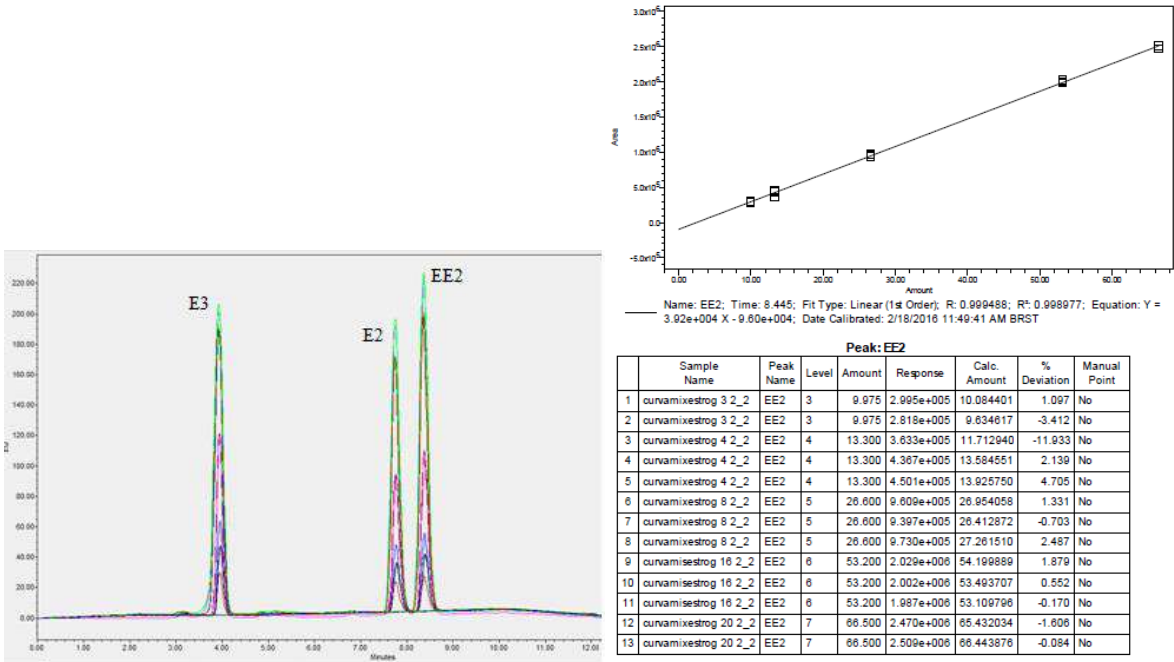 220.00
200.00
180.00
160.00
140.00
120.00
100.00
80.00
60.00
40.00
20.00
0.00
E3
E2
EE2
0.00 1.00 2.00 3.00 4.00 5.00 6.00 7.00 8.00 9.00 10.00 11.00 12.00
Minutes
3.0x10⁶
2.5x10⁶
2.0x10⁶
1.5x10⁶
1.0x10⁶
5.0x10⁵
0.0
-5.0x10⁵
Area
0.00 10.00 20.00 30.00 40.00 50.00 60.00
Amount
Name: EE2; Time: 8.445; Fit Type: Linear (1st Order); R: 0.999488; R²: 0.998977; Equation: Y =
3.92e+004 X - 9.60e+004; Date Calibrated: 2/18/2016 11:49:41 AM BRST
Peak: EE2
Sample Name Peak Name Level Amount Response Calc. Amount % Deviation Manual Point
1 curvamixestrog 3 2_2 EE2 3 9.975 2.995e+005 10.084401 1.097 No
2 curvamixestrog 3 2_2 EE2 3 9.975 2.818e+005 9.634617 -3.412 No
3 curvamixestrog 4 2_2 EE2 4 13.300 3.633e+005 11.712940 -11.933 No
4 curvamixestrog 4 2_2 EE2 4 13.300 4.367e+005 13.584551 2.139 No
5 curvamixestrog 4 2_2 EE2 4 13.300 4.501e+005 13.925750 4.705 No
6 curvamixestrog 8 2_2 EE2 5 26.600 9.609e+005 26.954058 1.331 No
7 curvamixestrog 8 2_2 EE2 5 26.600 9.397e+005 26.412872 -0.703 No
8 curvamixestrog 8 2_2 EE2 5 26.600 9.730e+005 27.261510 2.487 No
9 curvamisestrog 16 2_2 EE2 6 53.200 2.029e+006 54.199889 1.879 No
10 curvamisestrog 16 2_2 EE2 6 53.200 2.002e+006 53.493707 0.552 No
11 curvamisestrog 16 2_2 EE2 6 53.200 1.987e+006 53.109796 -0.170 No
12 curvamixestrog 20 2_2 EE2 7 66.500 2.470e+006 65.432034 -1.606 No
13 curvamixestrog 20 2_2 EE2 7 66.500 2.509e+006 66.443876 -0.084 No